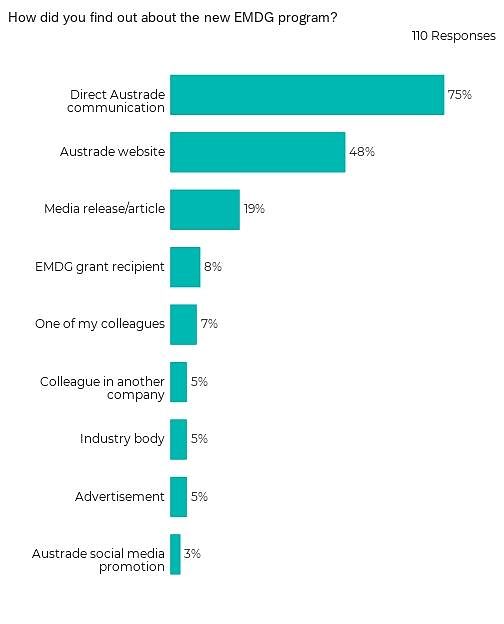 How did you find out about the new EMDG program?
110 Responses
Direct Austrade
communication
75%
Austrade website
48%
Media release/article
19%
EMDG grant recipient
8%
One of my colleagues
7%
Colleague in another
company
5%
Industry body
5%
Advertisement
5%
Austrade social media
promotion
3%